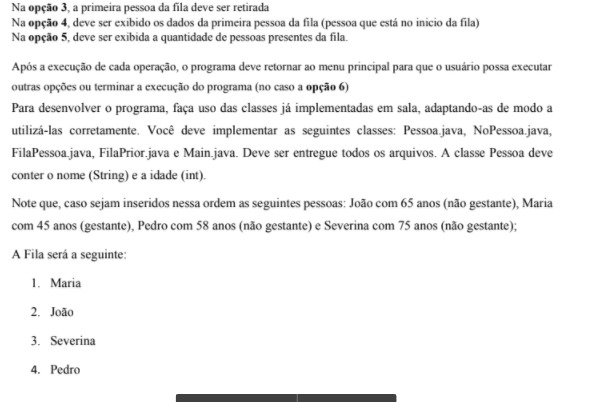 Na opção 3, a primeira pessoa da fila deve ser retirada
Na opção 4, deve ser exibido os dados da primeira pessoa da fila (pessoa que está no inicio da fila)
Na opção 5, deve ser exibida a quantidade de pessoas presentes da fila.
Após a execução de cada operação, o programa deve retornar ao menu principal para que o usuário possa executar
outras opções ou terminar a execução do programa (no caso a opção 6)
Para desenvolver o programa, faça uso das classes já implementadas em sala, adaptando-as de modo a
utilizá-las corretamente. Você deve implementar as seguintes classes: Pessoa.java, NoPessoa.java,
FilaPessoa.java, FilaPrior.java e Main.java. Deve ser entregue todos os arquivos. A classe Pessoa deve
conter o nome (String) e a idade (int).
Note que, caso sejam inseridos nessa ordem as seguintes pessoas: João com 65 anos (não gestante), Maria
com 45 anos (gestante), Pedro com 58 anos (não gestante) e Severina com 75 anos (não gestante);
A Fila será a seguinte:
1. Maria
2. João
3. Severina
4. Pedro